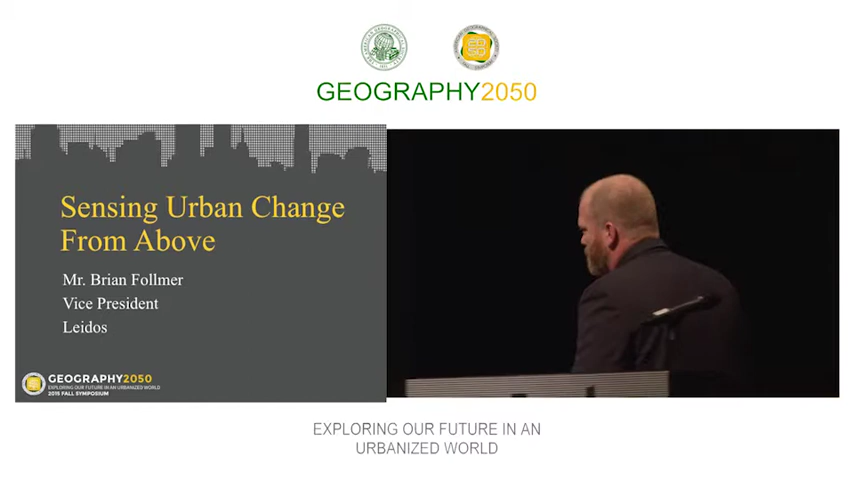 GEOGRAPHY2050
Sensing Urban Change
From Above
Mr. Brian Follmer
Vice President
Leidos
GEOGRAPHY2050
EXPLORING OUR FUTURE IN AN URBANIZED WORLD
2015 FALL SYMPOSIUM
EXPLORING OUR FUTURE IN AN
URBANIZED WORLD